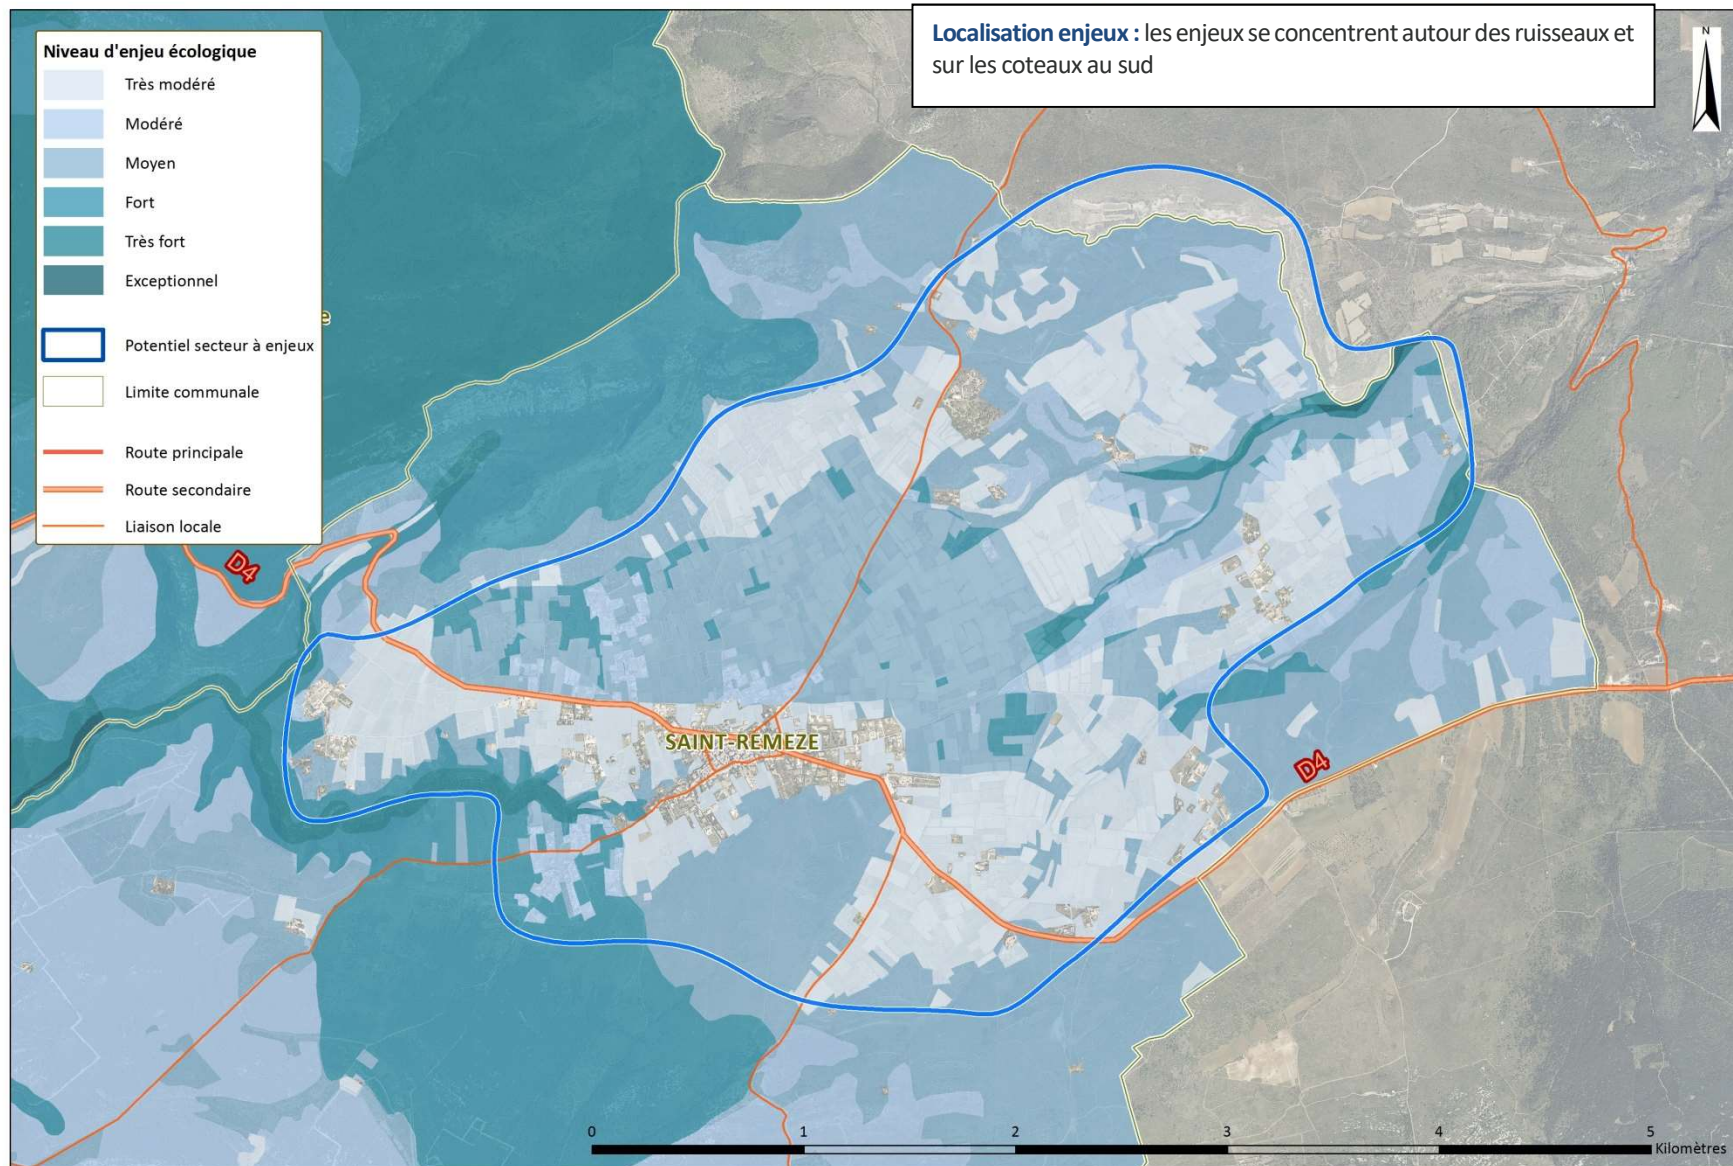 Localisation enjeux : les enjeux se concentrent autour des ruisseaux et
sur les coteaux au sud
N
Niveau d'enjeu écologique
Très modéré
Modéré
Moyen
Fort
Très fort
Exceptionnel
e
Potentiel secteur à enjeux
Limite communale
Route principale
Route secondaire
Liaison locale
D4
SAINT-REMEZE
D4
0 1 2 3 4 5
Kilomètres